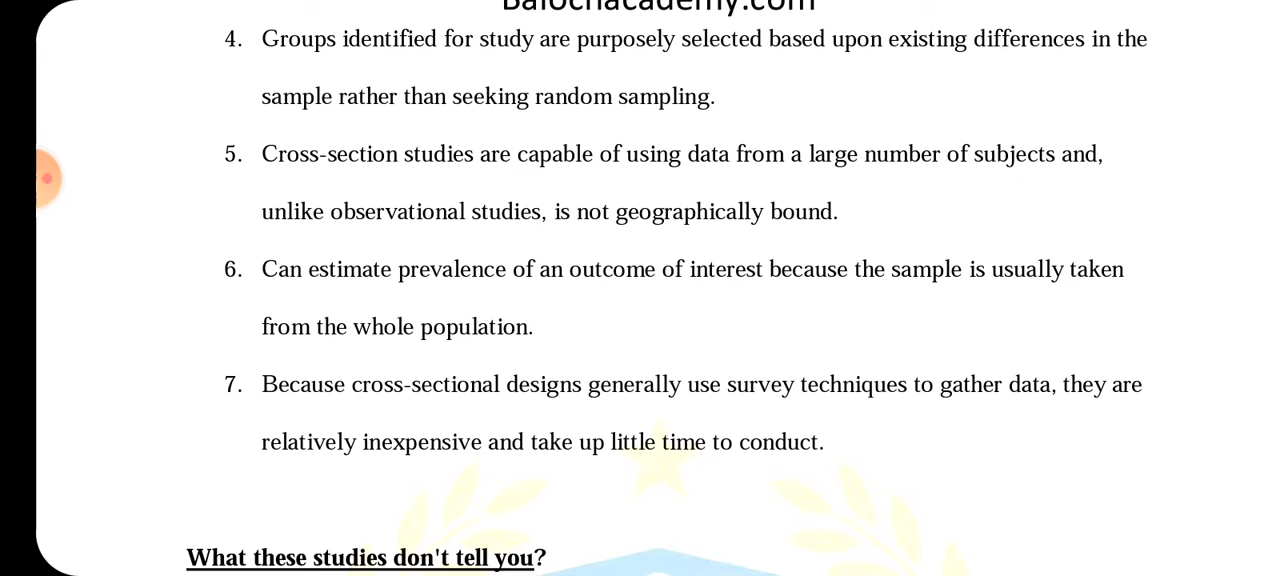 Balochacademy.com
4. Groups identified for study are purposely selected based upon existing differences in the
sample rather than seeking random sampling.
5. Cross-section studies are capable of using data from a large number of subjects and,
unlike observational studies, is not geographically bound.
6. Can estimate prevalence of an outcome of interest because the sample is usually taken
from the whole population.
7. Because cross-sectional designs generally use survey techniques to gather data, they are
relatively inexpensive and take up little time to conduct.
What these studies don't tell you?